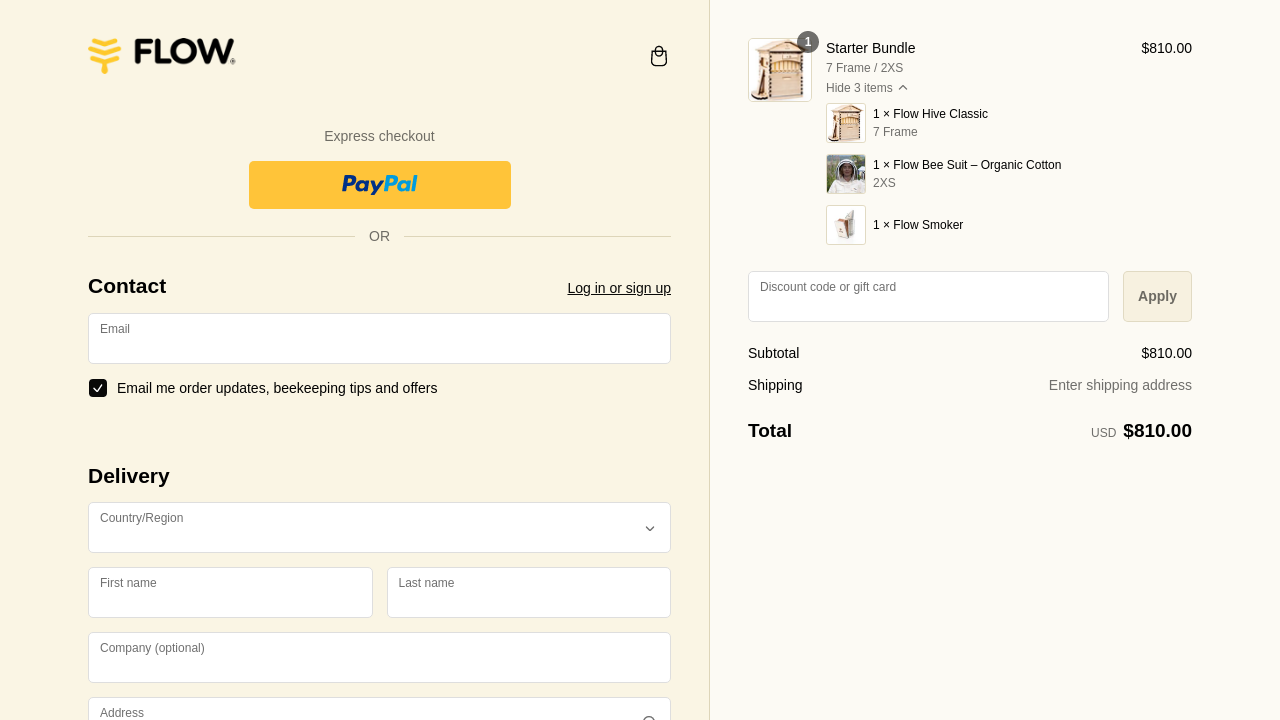 FLOW®
Express checkout
PayPal
OR
Contact
Log in or sign up
Email
Email me order updates, beekeeping tips and offers
Delivery
Country/Region
First name
Last name
Company (optional)
Address
1
Starter Bundle
$810.00
7 Frame / 2XS
Hide 3 items
1 × Flow Hive Classic
7 Frame
1 × Flow Bee Suit – Organic Cotton
2XS
1 × Flow Smoker
Discount code or gift card
Apply
Subtotal
$810.00
Shipping
Enter shipping address
Total
USD $810.00